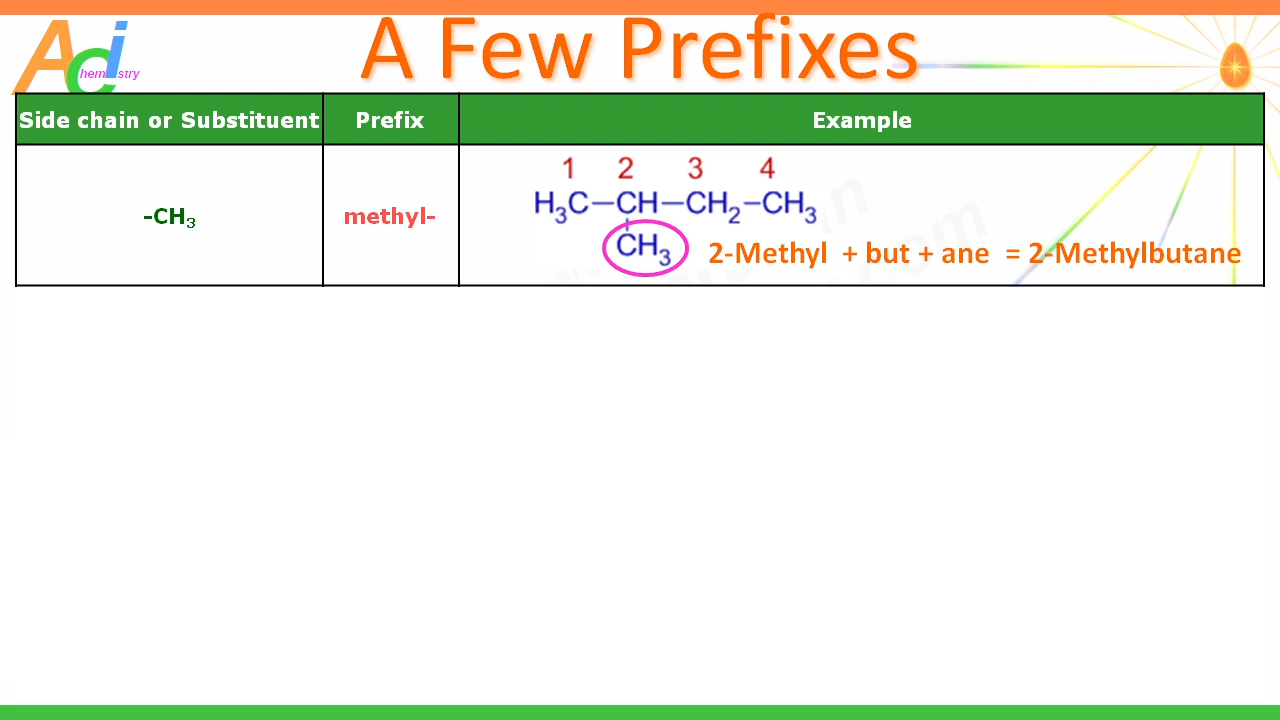 Adi
hemistry
A Few Prefixes
Side chain or Substituent Prefix Example
1 2 3 4
-CH₃ methyl- H₃C—CH—CH₂—CH₃
CH₃
2-Methyl + but + ane = 2-Methylbutane